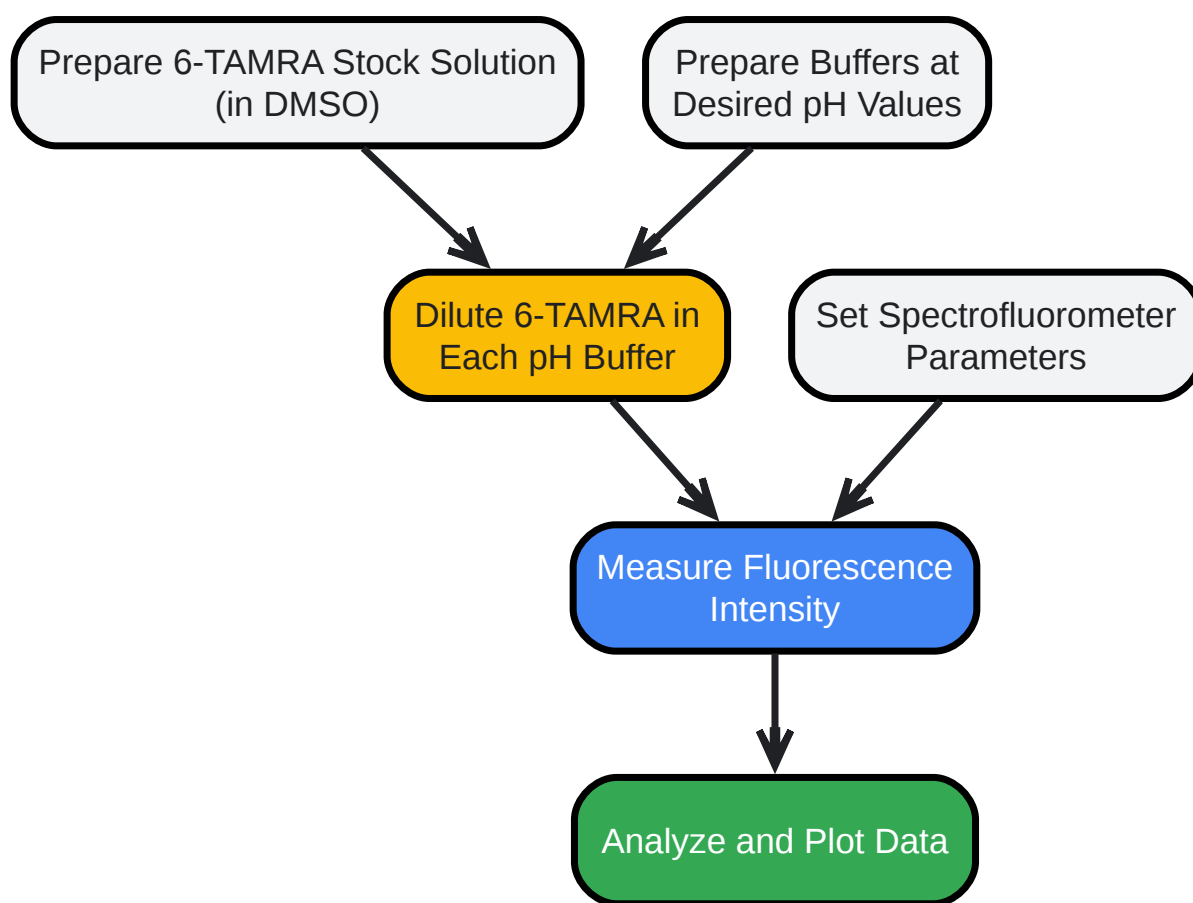 Prepare 6-TAMRA Stock Solution
(in DMSO)
Prepare Buffers at
Desired pH Values
Dilute 6-TAMRA in
Each pH Buffer
Set Spectrofluorometer
Parameters
Measure Fluorescence
Intensity
Analyze and Plot Data